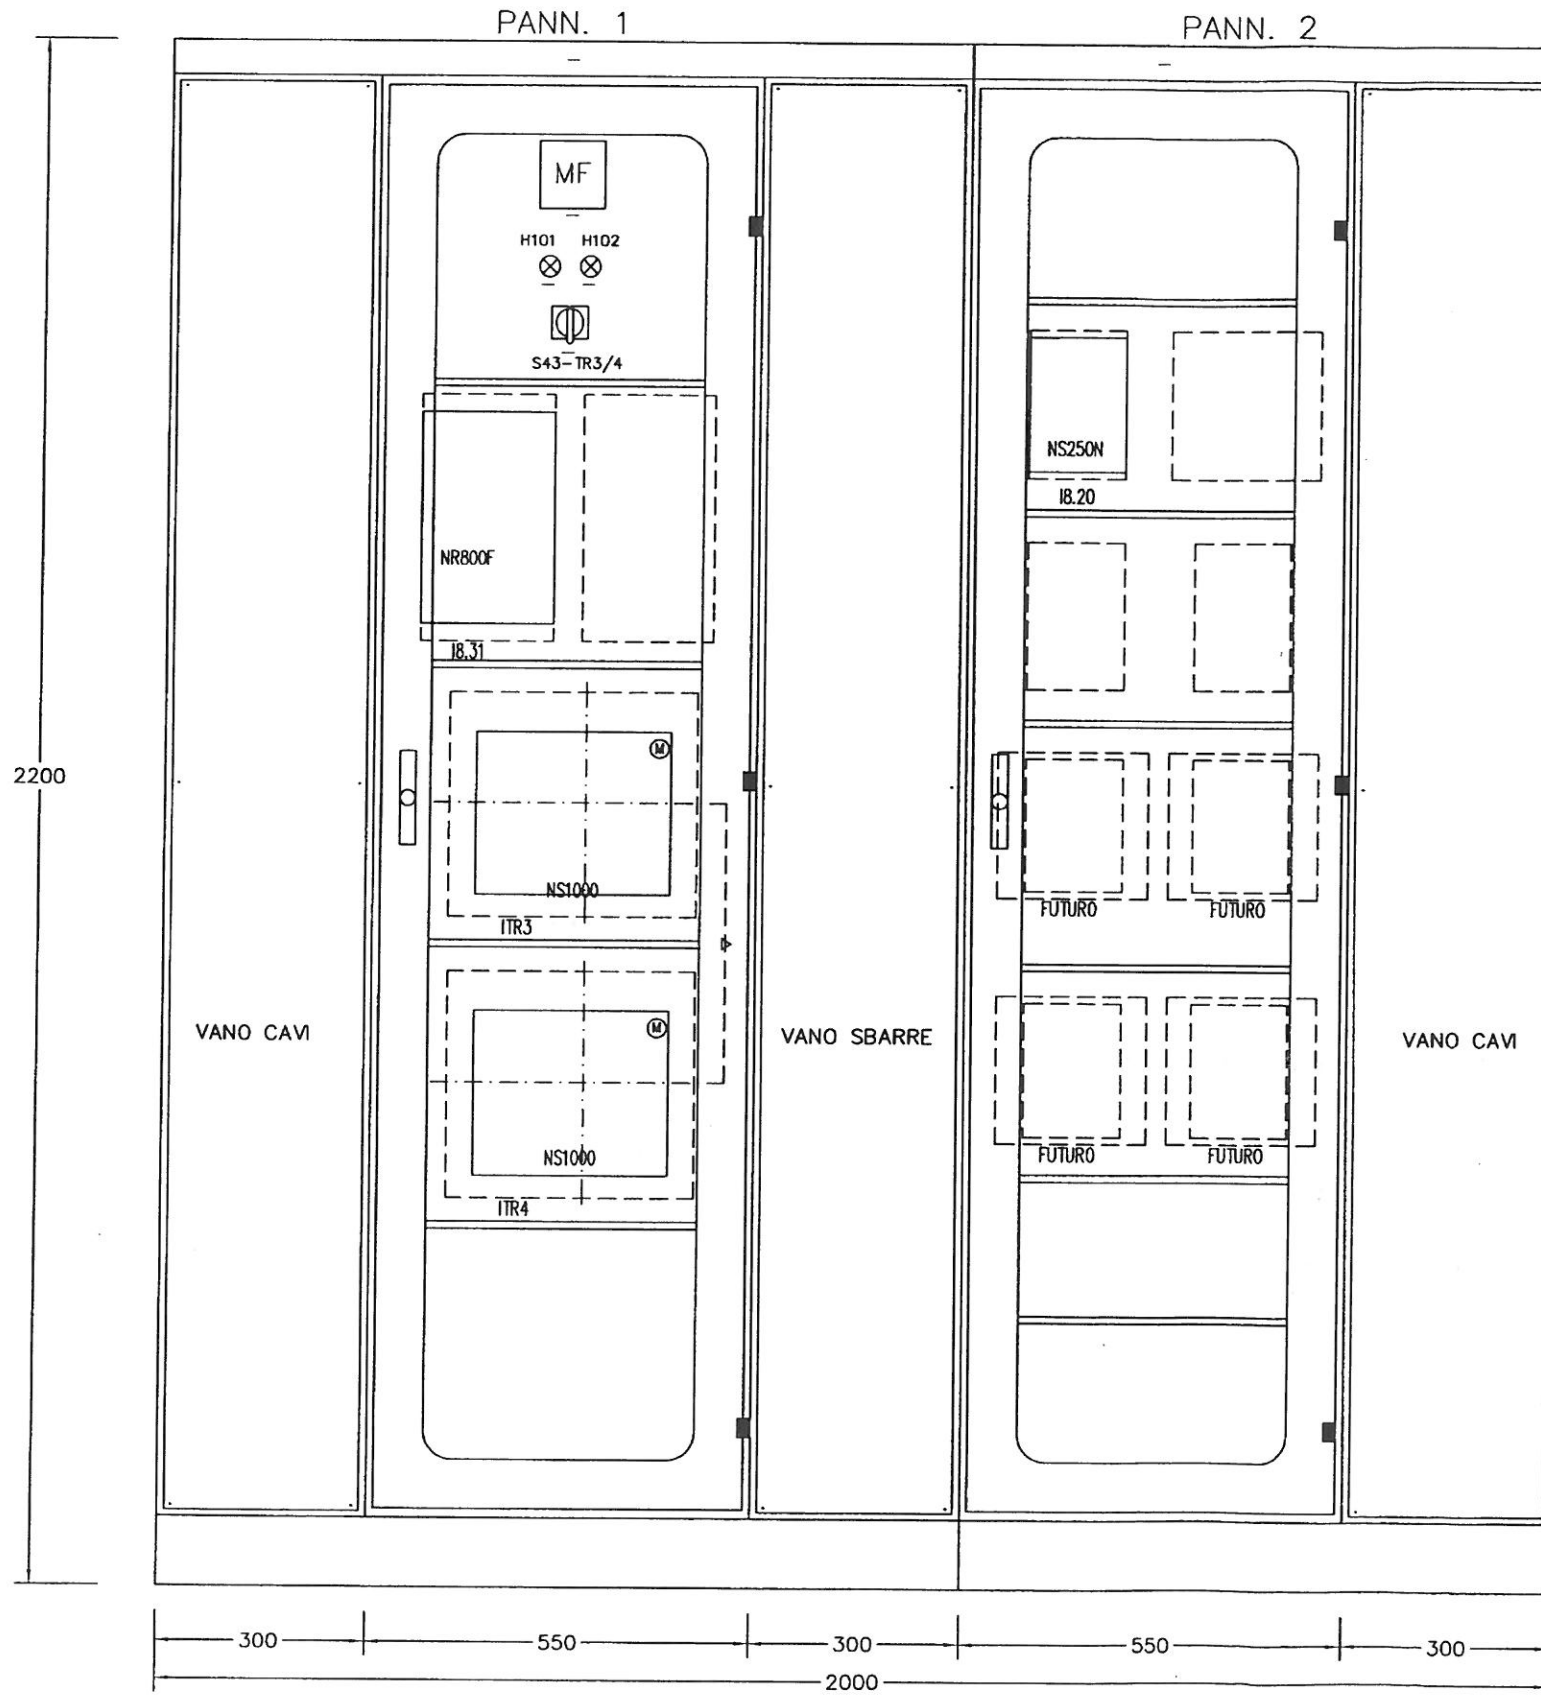 PANN. 1
PANN. 2
MF
H101 H102
S43-TR3/4
NR800F
I8.31
NS250N
I8.20
2200
M
NS1000
ITR3
FUTURO
FUTURO
M
NS1000
ITR4
FUTURO
FUTURO
VANO CAVI
VANO SBARRE
VANO CAVI
300
550
300
550
300
2000